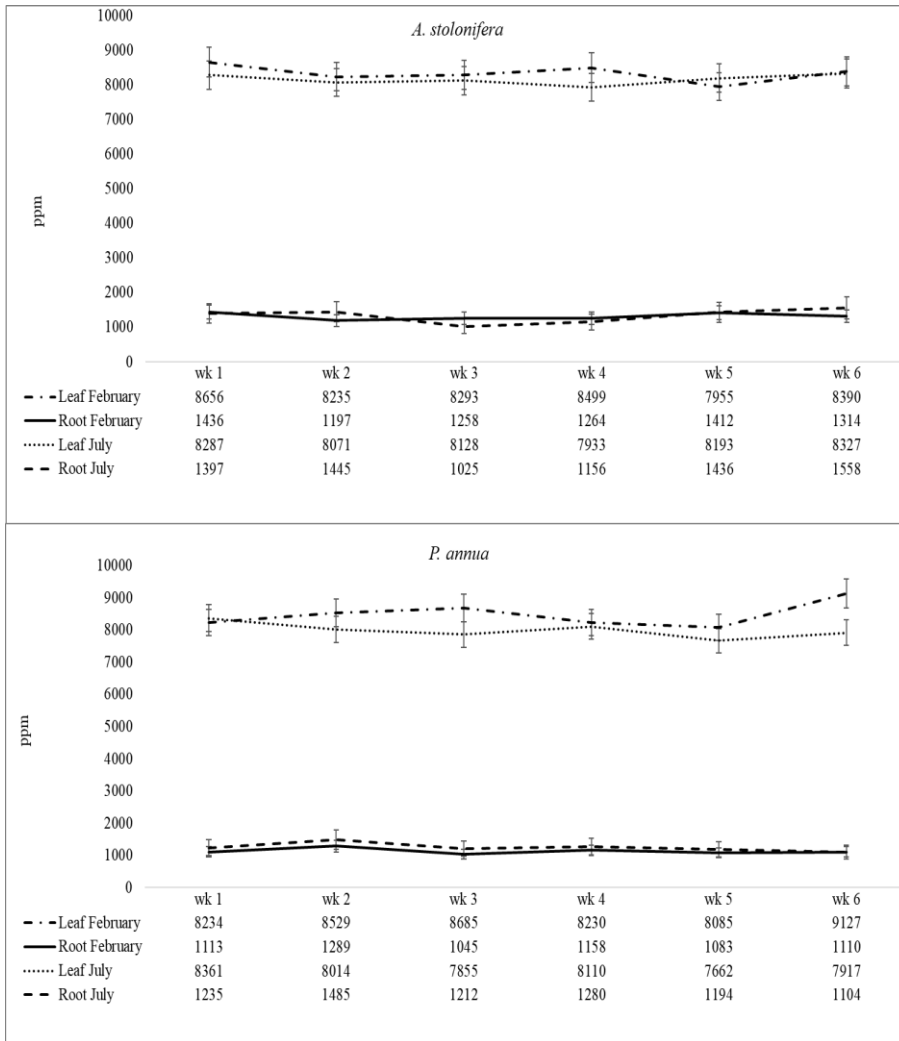 A. stolonifera
10000
9000
8000
7000
6000
5000
4000
3000
2000
1000
0
ppm
wk 1 wk 2 wk 3 wk 4 wk 5 wk 6
Leaf February 8656 8235 8293 8499 7955 8390
Root February 1436 1197 1258 1264 1412 1314
Leaf July 8287 8071 8128 7933 8193 8327
Root July 1397 1445 1025 1156 1436 1558
P. annua
10000
9000
8000
7000
6000
5000
4000
3000
2000
1000
0
ppm
wk 1 wk 2 wk 3 wk 4 wk 5 wk 6
Leaf February 8234 8529 8685 8230 8085 9127
Root February 1113 1289 1045 1158 1083 1110
Leaf July 8361 8014 7855 8110 7662 7917
Root July 1235 1485 1212 1280 1194 1104